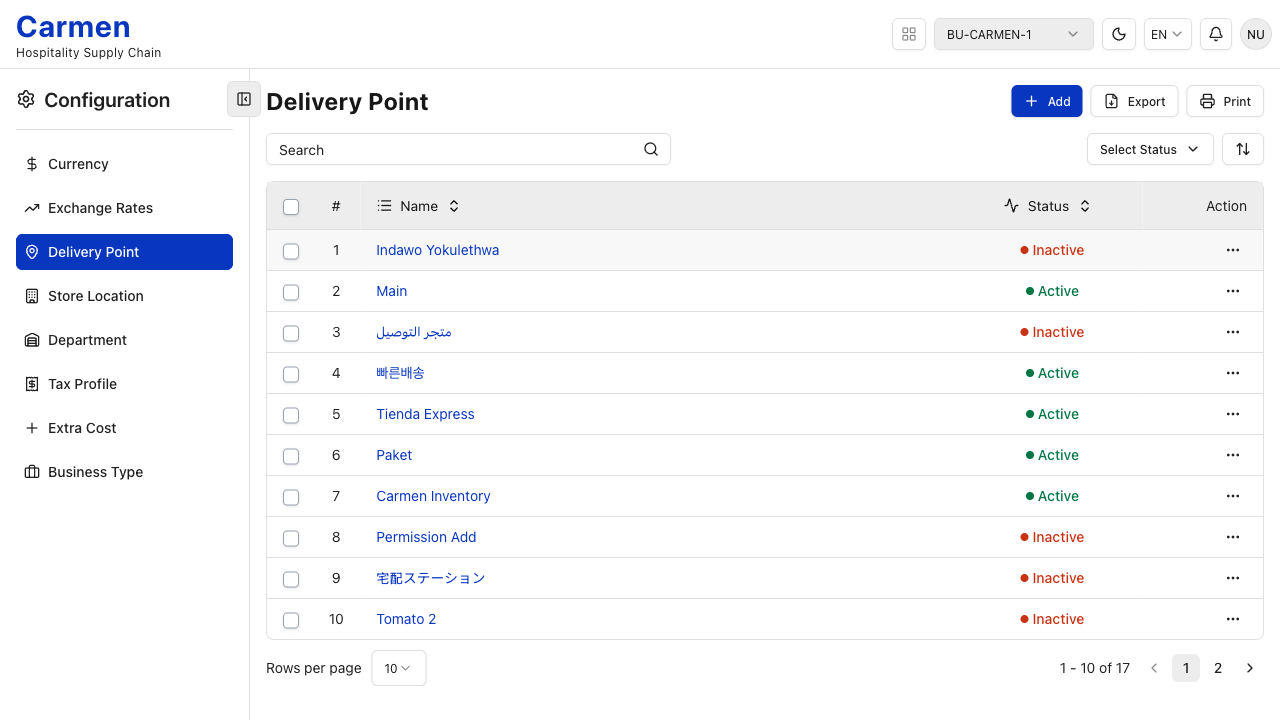 Carmen
Hospitality Supply Chain
BU-CARMEN-1
EN
NU
Configuration
Currency
Exchange Rates
Delivery Point
Store Location
Department
Tax Profile
Extra Cost
Business Type
Delivery Point
Add
Export
Print
Search
Select Status
# Name Status Action
1 Indawo Yokulethwa Inactive
2 Main Active
3 متجر التوصيل Inactive
4 빠른배송 Active
5 Tienda Express Active
6 Paket Active
7 Carmen Inventory Active
8 Permission Add Inactive
9 宅配ステーション Inactive
10 Tomato 2 Inactive
Rows per page 10
1 - 10 of 17 1 2